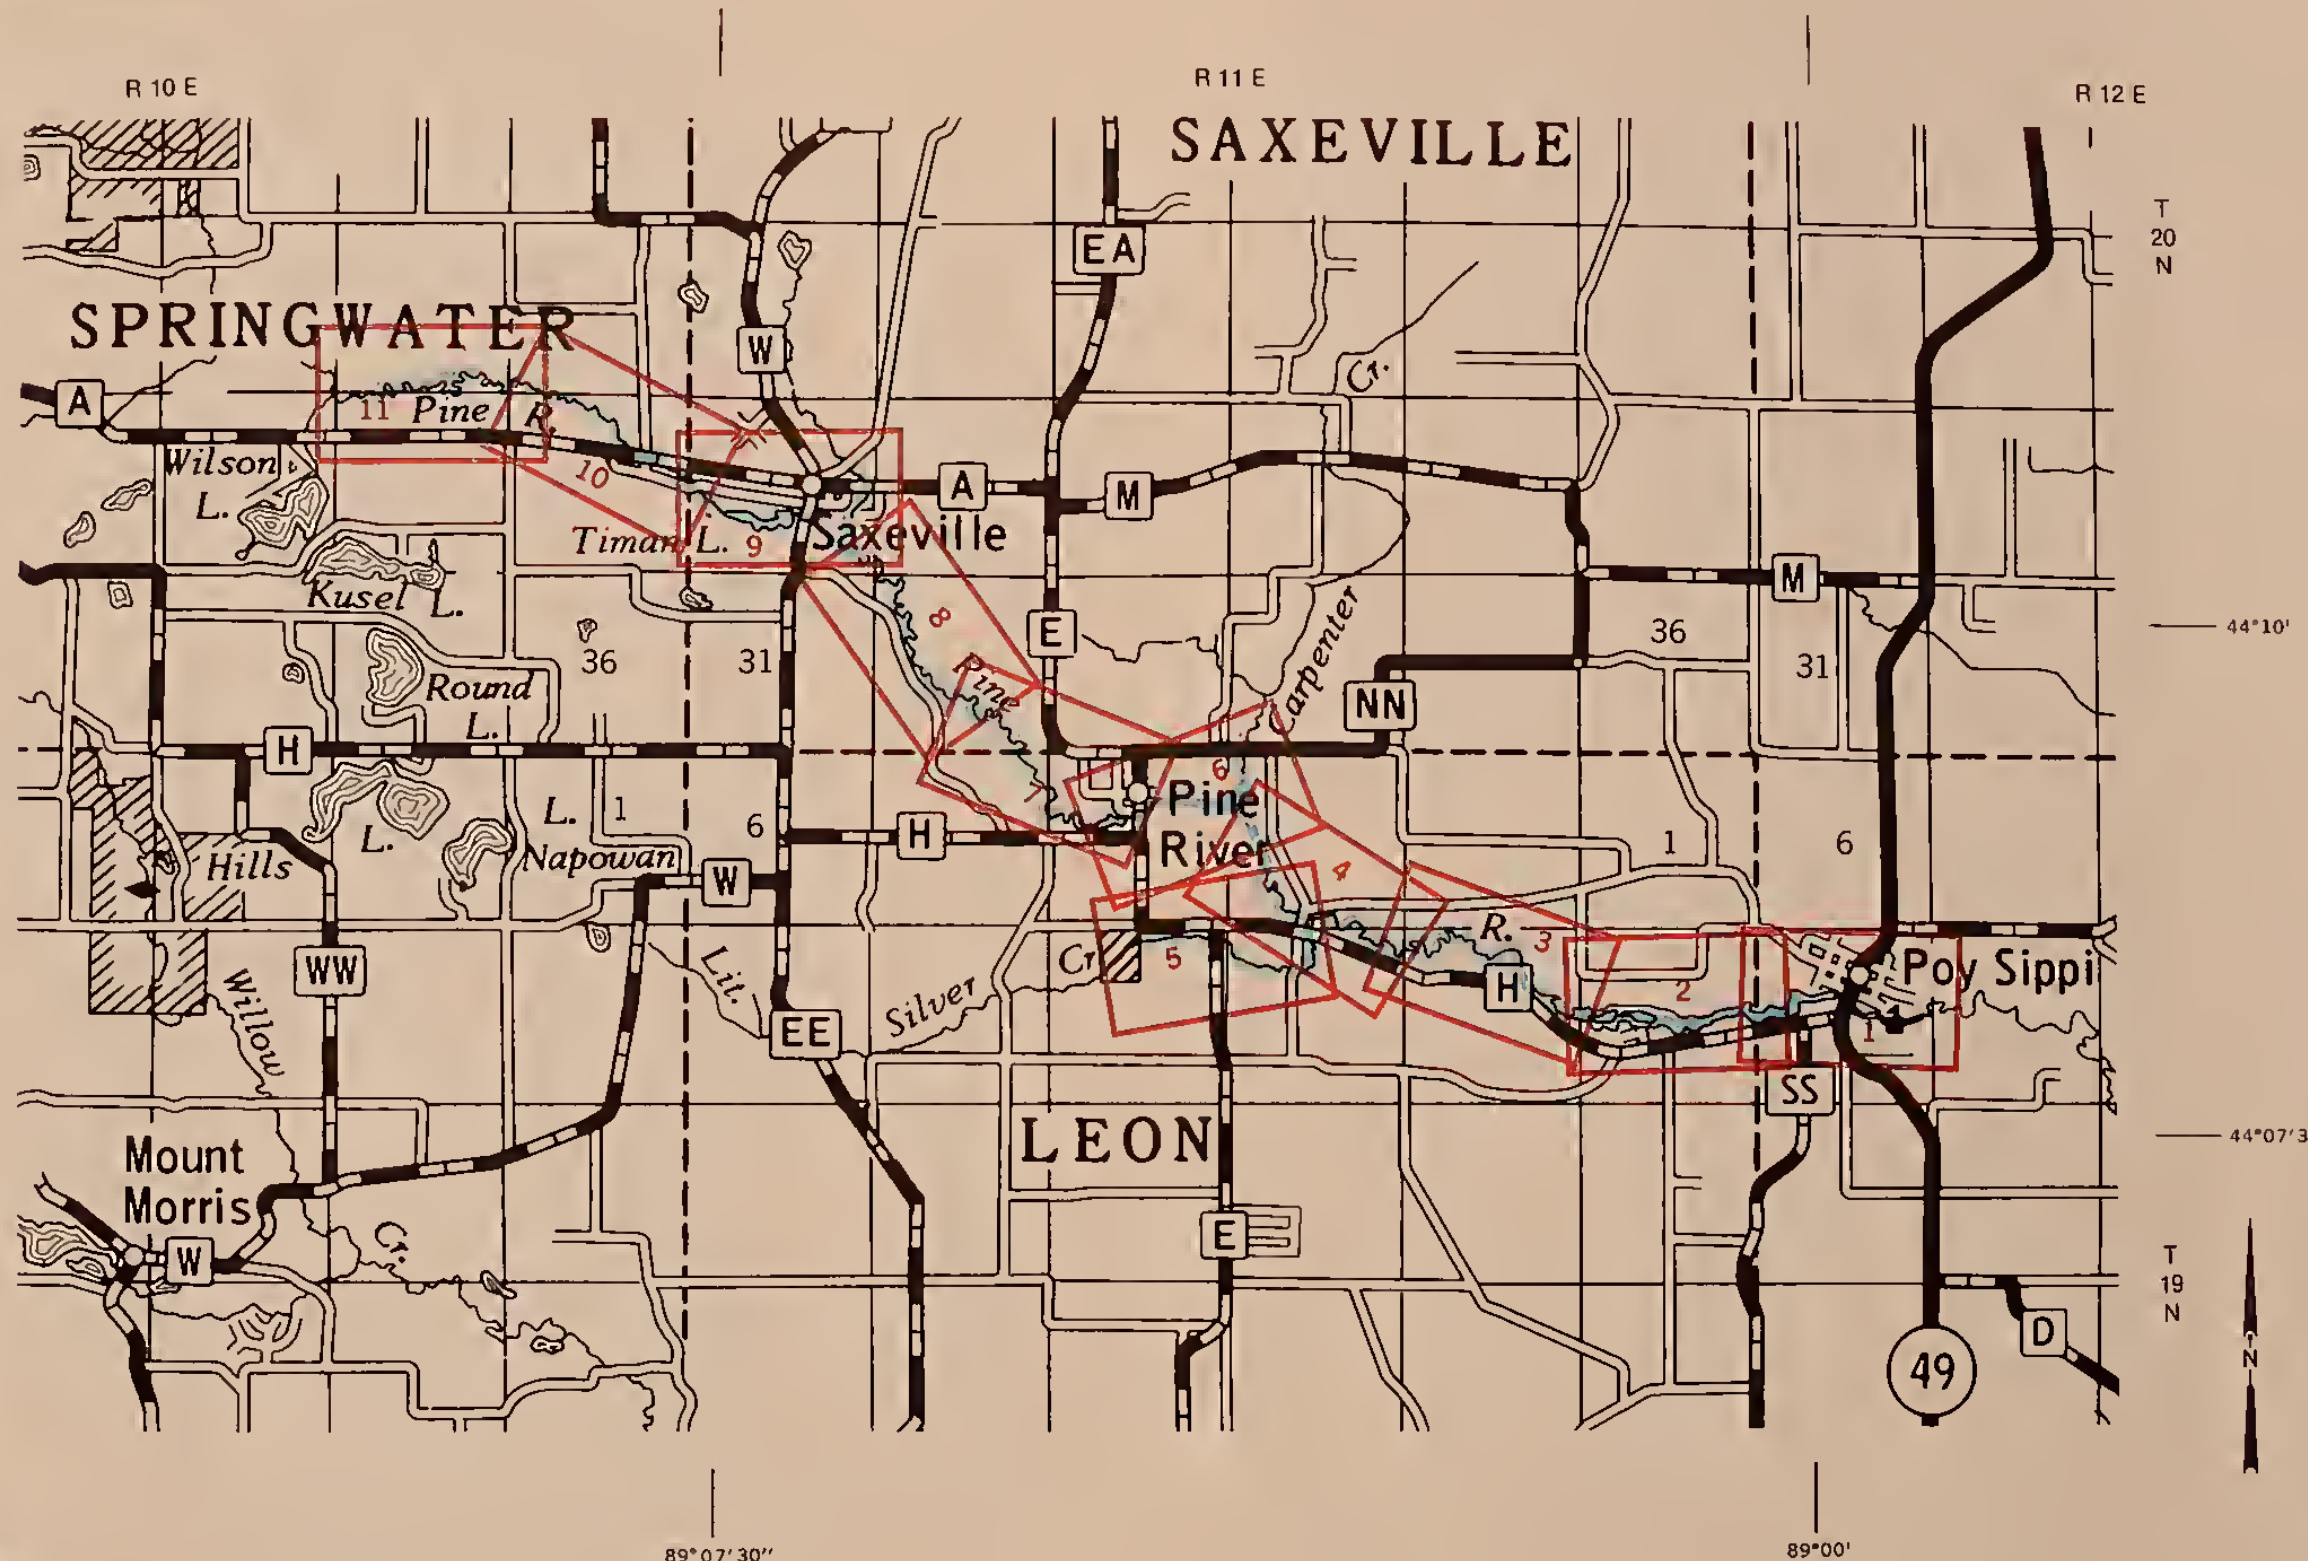 R 10 E
R 11 E
R 12 E
SAXEVILLE
T
20
N
EA
SPRINGWATER
W
A
11
Pine
R.
Cr.
Wilson
L.
10
A
M
Timan L.
9
Saxeville
Kusel L.
M
8
E
Carpenter
36
31
36
31
44°10'
Round
L.
Pine
NN
H
6
7
Pine
River
L.
1
6
H
1
6
Hills
L.
Napowan
W
4
R.
3
Cr
5
WW
Willow
Lit.
Silver
H
2
Poy Sippi
EE
1
SS
LEON
44°07'3
Mount
Morris
Cr.
W
E
T
19
N
D
49
N
89°07'30"
89°00'